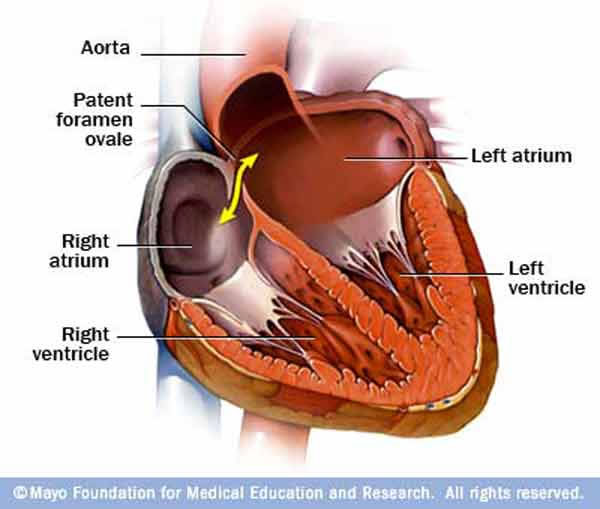 Aorta
Patent
foramen
ovale
Left atrium
Right
atrium
Left
ventricle
Right
ventricle
©Mayo Foundation for Medical Education and Research. All rights reserved.